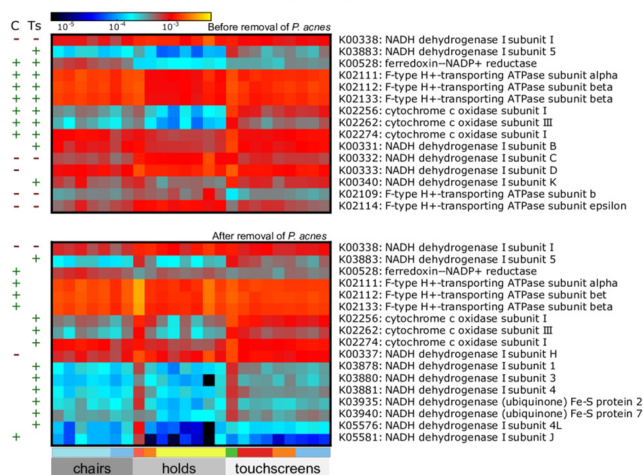 C Ts 10^-5 10^-4 10^-3 Before removal of P. acnes
- - K00338: NADH dehydrogenase I subunit I
+ K03883: NADH dehydrogenase I subunit 5
+ + K00528: ferredoxin--NADP+ reductase
+ + K02111: F-type H+-transporting ATPase subunit alpha
+ + K02112: F-type H+-transporting ATPase subunit beta
+ + K02133: F-type H+-transporting ATPase subunit beta
+ + K02256: cytochrome c oxidase subunit I
+ + K02262: cytochrome c oxidase subunit III
+ + K02274: cytochrome c oxidase subunit I
+ K00331: NADH dehydrogenase I subunit B
- - K00332: NADH dehydrogenase I subunit C
- - K00333: NADH dehydrogenase I subunit D
+ K00340: NADH dehydrogenase I subunit K
- - K02109: F-type H+-transporting ATPase subunit b
- - K02114: F-type H+-transporting ATPase subunit epsilon
After removal of P. acnes
- - K00338: NADH dehydrogenase I subunit I
+ K03883: NADH dehydrogenase I subunit 5
+ K00528: ferredoxin--NADP+ reductase
+ K02111: F-type H+-transporting ATPase subunit alpha
+ K02112: F-type H+-transporting ATPase subunit bet
+ K02133: F-type H+-transporting ATPase subunit beta
+ K02256: cytochrome c oxidase subunit I
+ K02262: cytochrome c oxidase subunit III
+ K02274: cytochrome c oxidase subunit I
- K00337: NADH dehydrogenase I subunit H
+ K03878: NADH dehydrogenase I subunit 1
+ K03880: NADH dehydrogenase I subunit 3
+ K03881: NADH dehydrogenase I subunit 4
+ K03935: NADH dehydrogenase (ubiquinone) Fe-S protein 2
+ K03940: NADH dehydrogenase (ubiquinone) Fe-S protein 7
+ K05576: NADH dehydrogenase I subunit 4L
+ K05581: NADH dehydrogenase I subunit J
chairs holds touchscreens